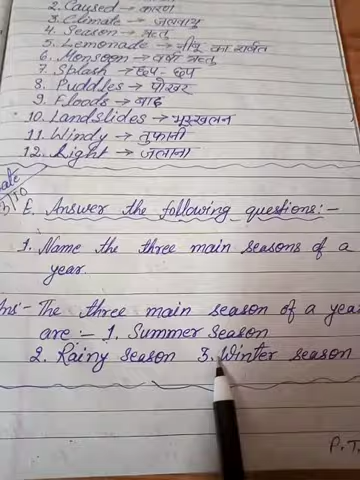 2. Caused → कारण
3. Climate → जलवायु
4. Season → ऋतु
5. Lemonade → नींबू का शर्बत
6. Monsoon → वर्षा ऋतु
7. Splash → छप - छप
8. Puddles → पोखर
9. Floods → बाढ़
10. Landslides → भूस्खलन
11. Windy → तुफानी
12. Light → जलाना
E. Answer the following questions:-
1. Name the three main seasons of a
year.
Ans:- The three main season of a year
are :- 1. Summer season
2. Rainy season 3. Winter season
P.T.